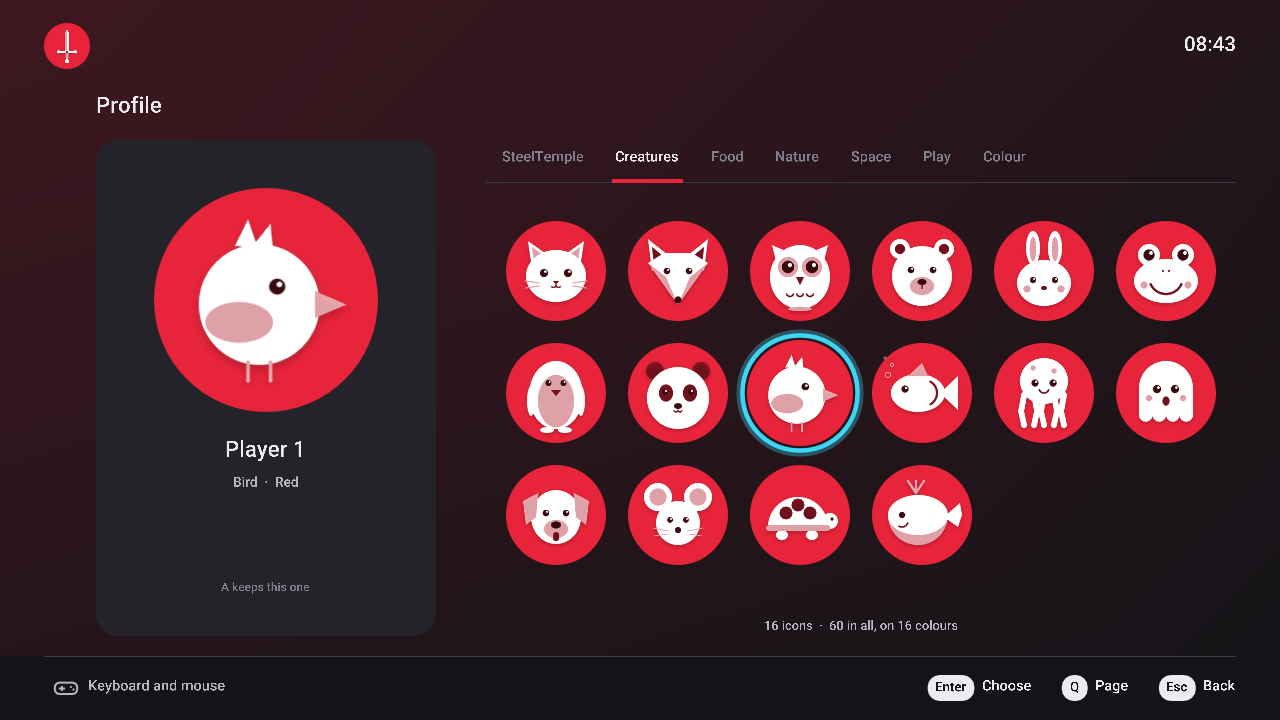 08:43
Profile
SteelTemple Creatures Food Nature Space Play Colour
Player 1
Bird · Red
A keeps this one
16 icons · 60 in all, on 16 colours
Keyboard and mouse
Enter Choose Q Page Esc Back